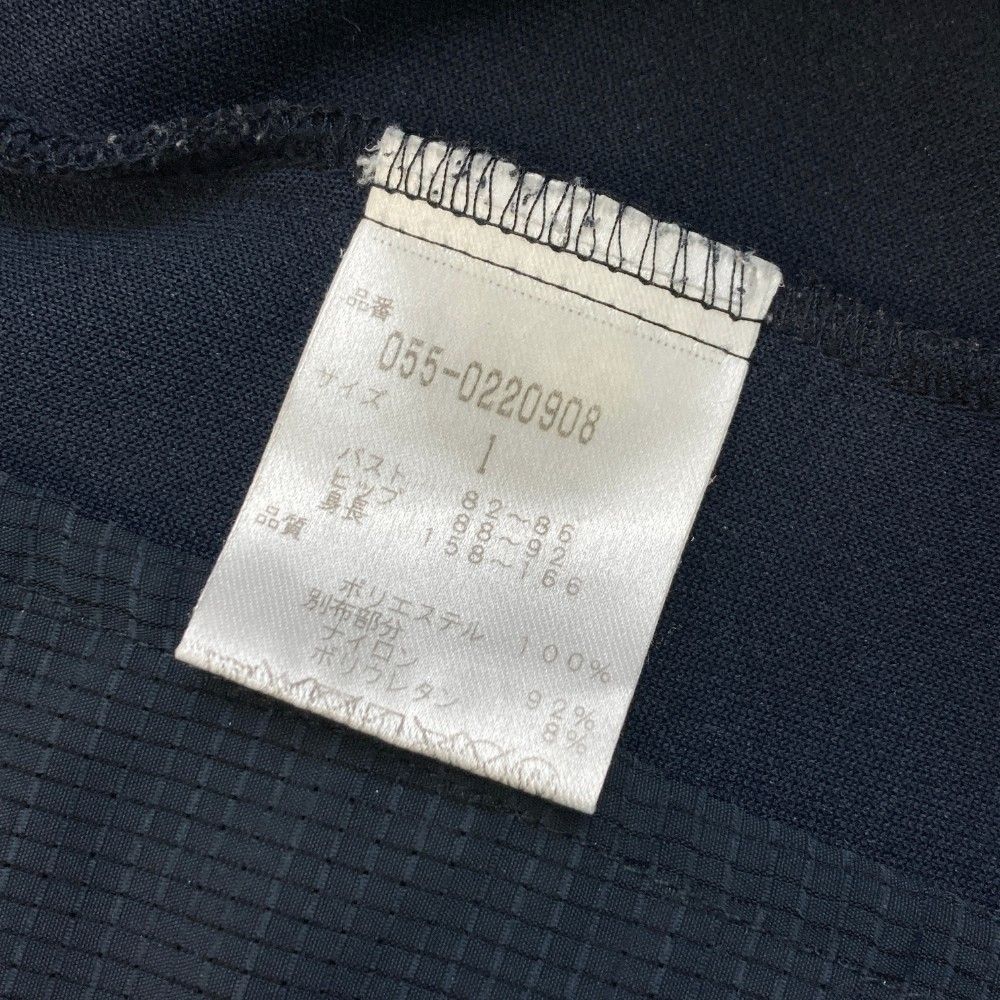 品番
055-0220908
サイズ
1
バスト 82~86
ヒップ 88~92
身長 158~166
品質
ポリエステル 100%
別布部分
ナイロン 92%
ポリウレタン 8%